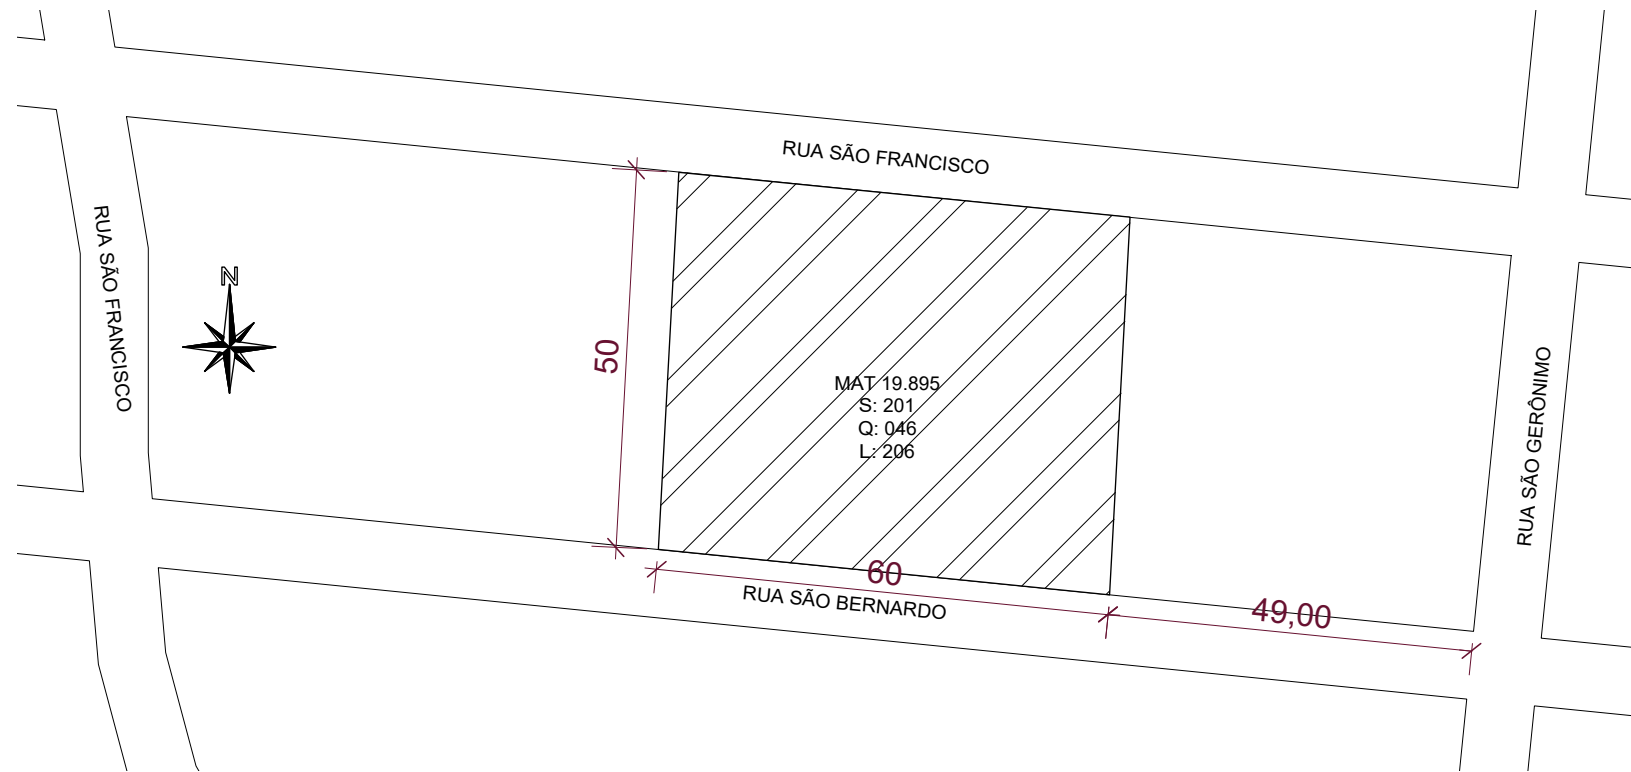 RUA SÃO FRANCISCO
RUA SÃO FRANCISCO
N
50
MAT 19.895
S: 201
Q: 046
L: 206
RUA SÃO GERÔNIMO
60
RUA SÃO BERNARDO
49,00